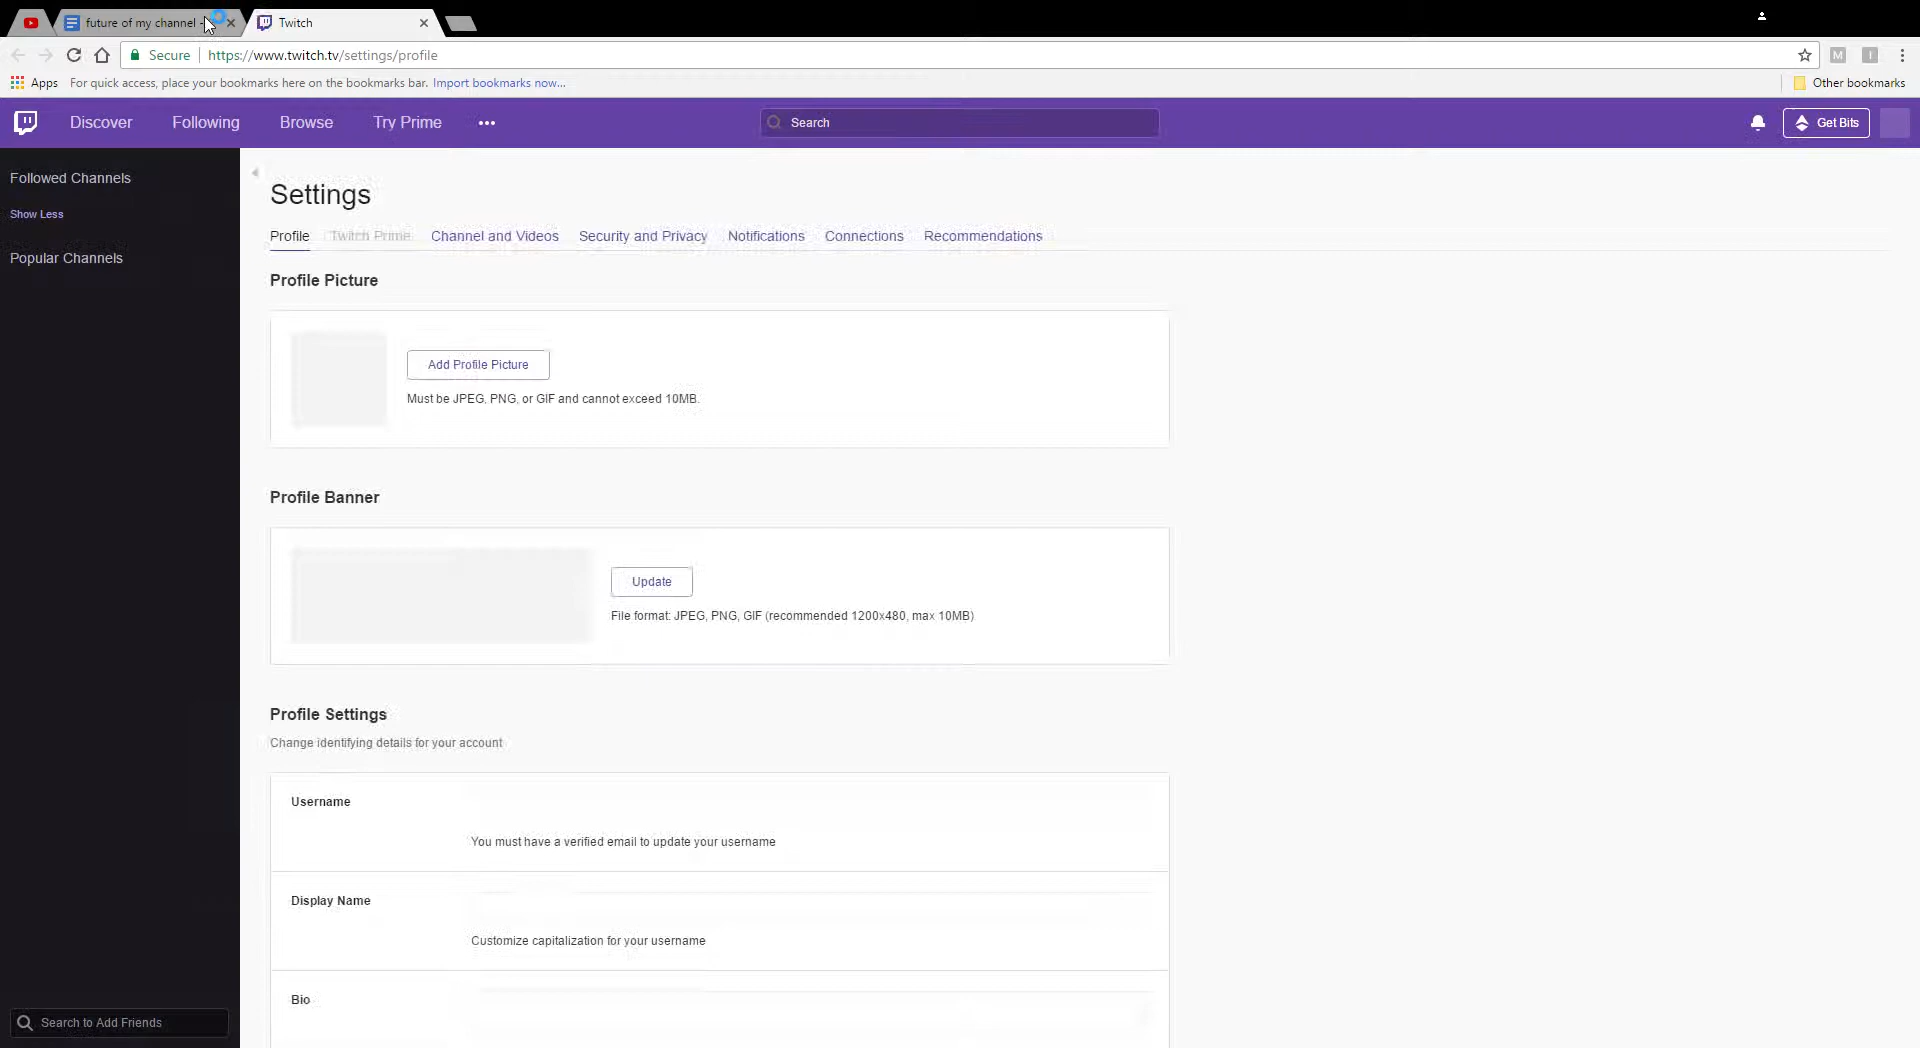 future of my channel -
Twitch
Secure
https://www.twitch.tv/settings/profile
M
I
Apps
For quick access, place your bookmarks here on the bookmarks bar. Import bookmarks now...
Other bookmarks
Discover
Following
Browse
Try Prime
Search
Get Bits
Followed Channels
Show Less
Popular Channels
Settings
Profile
Twitch Prime
Channel and Videos
Security and Privacy
Notifications
Connections
Recommendations
Profile Picture
Add Profile Picture
Must be JPEG, PNG, or GIF and cannot exceed 10MB.
Profile Banner
Update
File format: JPEG, PNG, GIF (recommended 1200x480, max 10MB)
Profile Settings
Change identifying details for your account
Username
You must have a verified email to update your username
Display Name
Customize capitalization for your username
Bio
Search to Add Friends